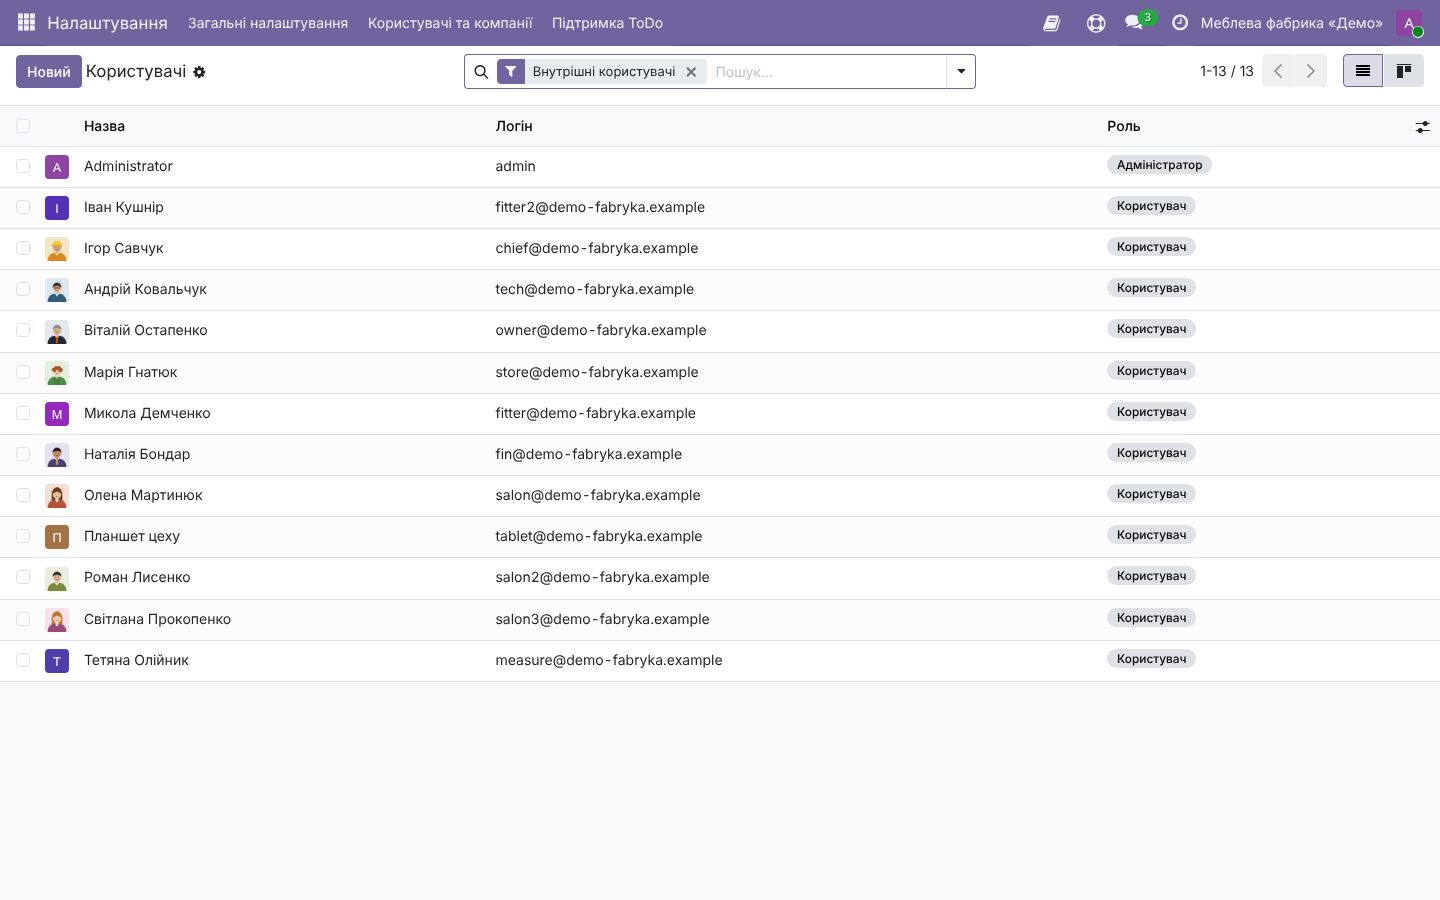 Налаштування Загальні налаштування Користувачі та компанії Підтримка ToDo 3 Меблева фабрика «Демо» A
Новий Користувачі Внутрішні користувачі Пошук... 1-13 / 13
Назва Логін Роль
A Administrator admin Адміністратор
І Іван Кушнір fitter2@demo-fabryka.example Користувач
Ігор Савчук chief@demo-fabryka.example Користувач
Андрій Ковальчук tech@demo-fabryka.example Користувач
Віталій Остапенко owner@demo-fabryka.example Користувач
Марія Гнатюк store@demo-fabryka.example Користувач
М Микола Демченко fitter@demo-fabryka.example Користувач
Наталія Бондар fin@demo-fabryka.example Користувач
Олена Мартинюк salon@demo-fabryka.example Користувач
П Планшет цеху tablet@demo-fabryka.example Користувач
Роман Лисенко salon2@demo-fabryka.example Користувач
Світлана Прокопенко salon3@demo-fabryka.example Користувач
Т Тетяна Олійник measure@demo-fabryka.example Користувач